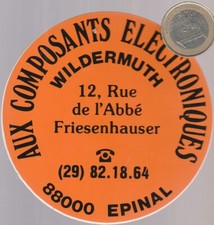 AUX COMPOSANTS ELECTRONIQUES
WILDERMUTH
12, Rue
de l'Abbé
Friesenhauser
☎
(29) 82.18.64
88000 EPINAL